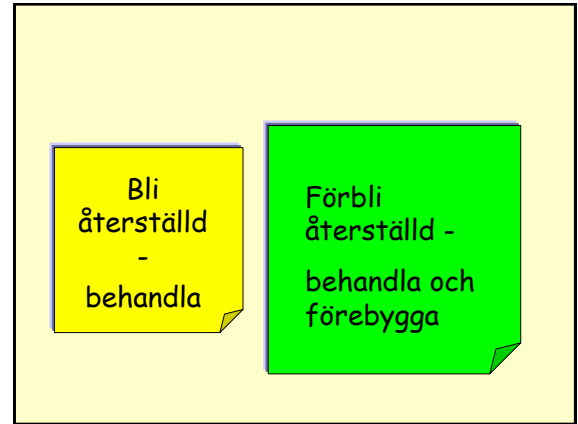 Bli
återställd
-
behandla
Förbli
återställd -
behandla och
förebygga